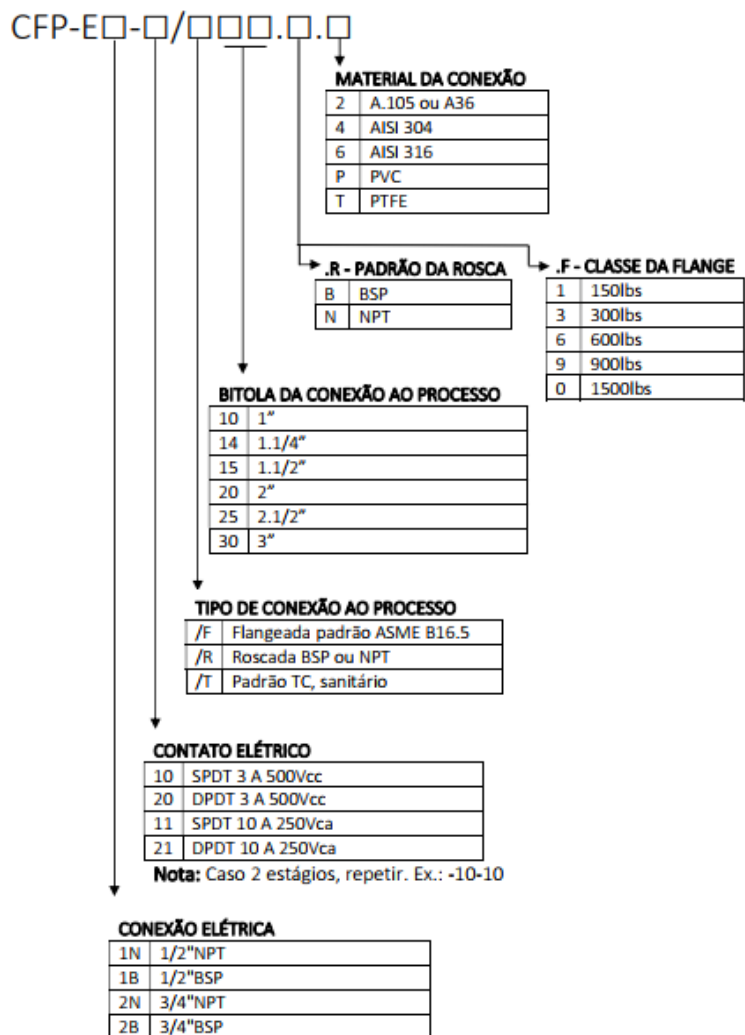 CFP-E□-□/□□□.□.□
MATERIAL DA CONEXÃO
2 A.105 ou A36
4 AISI 304
6 AISI 316
P PVC
T PTFE
.R - PADRÃO DA ROSCA
B BSP
N NPT
.F - CLASSE DA FLANGE
1 150lbs
3 300lbs
6 600lbs
9 900lbs
0 1500lbs
BITOLA DA CONEXÃO AO PROCESSO
10 1"
14 1.1/4"
15 1.1/2"
20 2"
25 2.1/2"
30 3"
TIPO DE CONEXÃO AO PROCESSO
/F Flangeada padrão ASME B16.5
/R Roscada BSP ou NPT
/T Padrão TC, sanitário
CONTATO ELÉTRICO
10 SPDT 3 A 500Vcc
20 DPDT 3 A 500Vcc
11 SPDT 10 A 250Vca
21 DPDT 10 A 250Vca
Nota: Caso 2 estágios, repetir. Ex.: -10-10
CONEXÃO ELÉTRICA
1N 1/2"NPT
1B 1/2"BSP
2N 3/4"NPT
2B 3/4"BSP